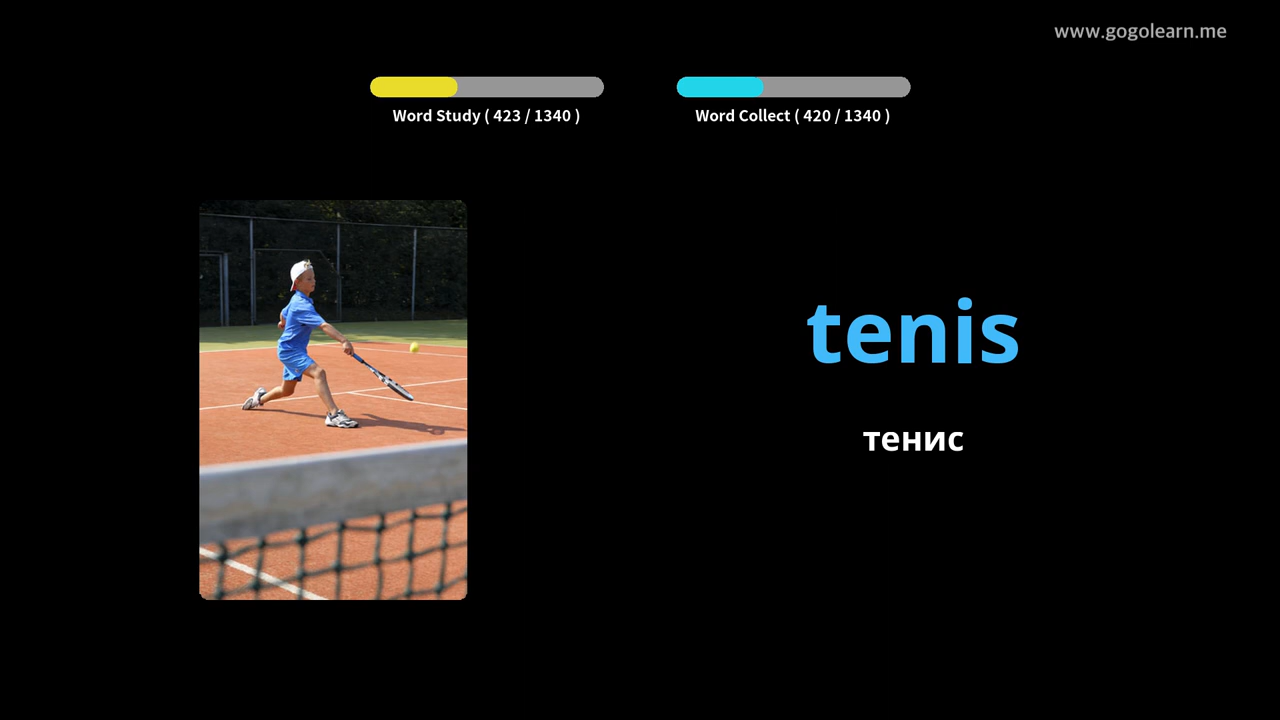 www.gogolearn.me
Word Study ( 423 / 1340 )
Word Collect ( 420 / 1340 )
tenis
тенис